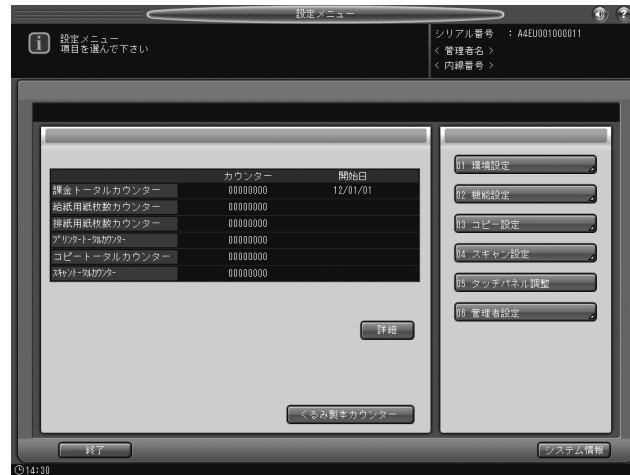 設定メニュー
設定メニュー
項目を選んで下さい
シリアル番号 : A4EU001000011
< 管理者名 >
< 内線番号 >
カウンター 開始日
課金トータルカウンター 00000000 12/01/01
給紙用紙枚数カウンター 00000000
排紙用紙枚数カウンター 00000000
プリンタートータルカウンター 00000000
コピートータルカウンター 00000000
スキャントータルカウンター 00000000
詳細
くるみ製本カウンター
01 環境設定
02 機能設定
03 コピー設定
04 スキャン設定
05 タッチパネル調整
06 管理者設定
終了
システム情報
14:30